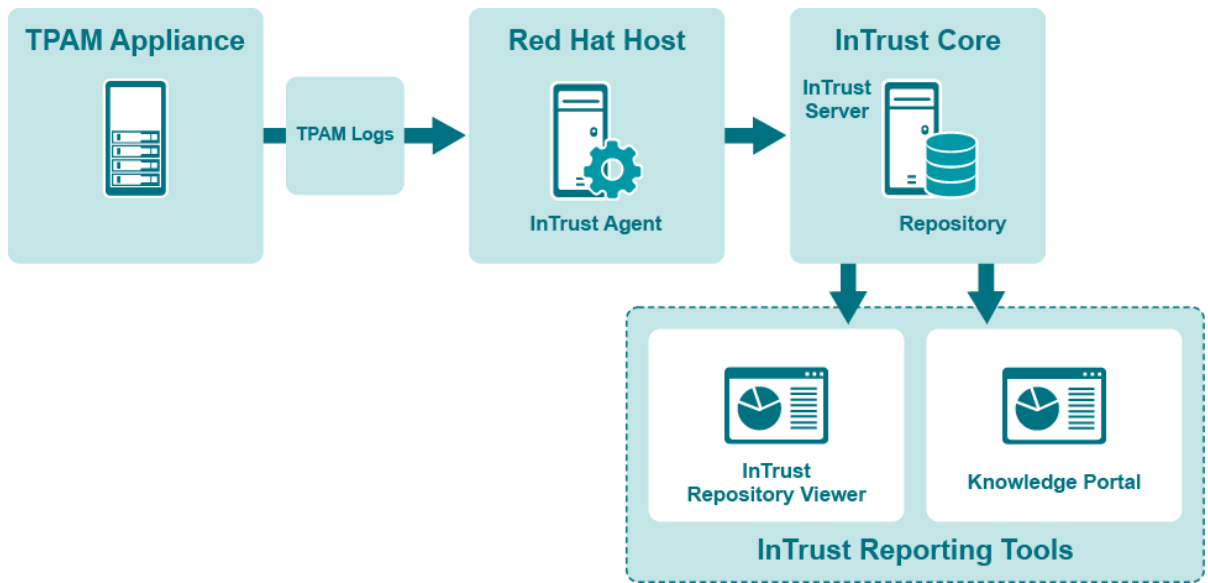 TPAM Appliance
TPAM Logs
Red Hat Host
InTrust Agent
InTrust Core
InTrust
Server
Repository
InTrust
Repository Viewer
Knowledge Portal
InTrust Reporting Tools